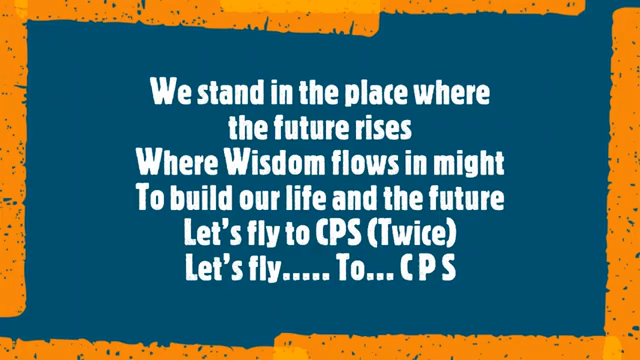 We stand in the place where
the future rises
Where Wisdom flows in might
To build our life and the future
Let's fly to CPS (Twice)
Let's fly..... To... C P S